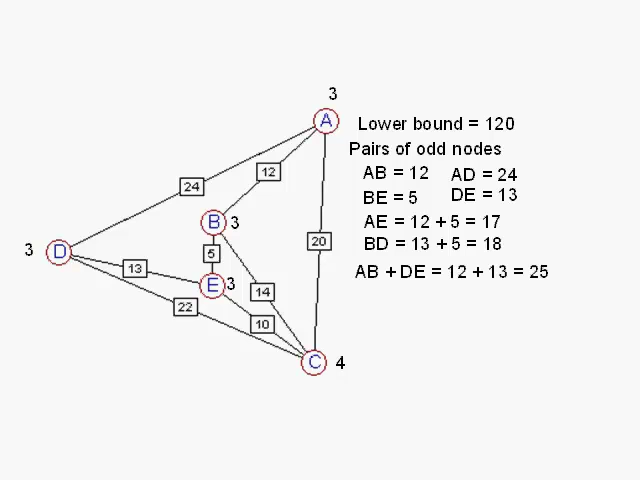 3
A
Lower bound = 120
Pairs of odd nodes
12
AB = 12 AD = 24
24
BE = 5 DE = 13
B 3
AE = 12 + 5 = 17
20
BD = 13 + 5 = 18
3 D
5
13
AB + DE = 12 + 13 = 25
E 3
14
22
10
C 4